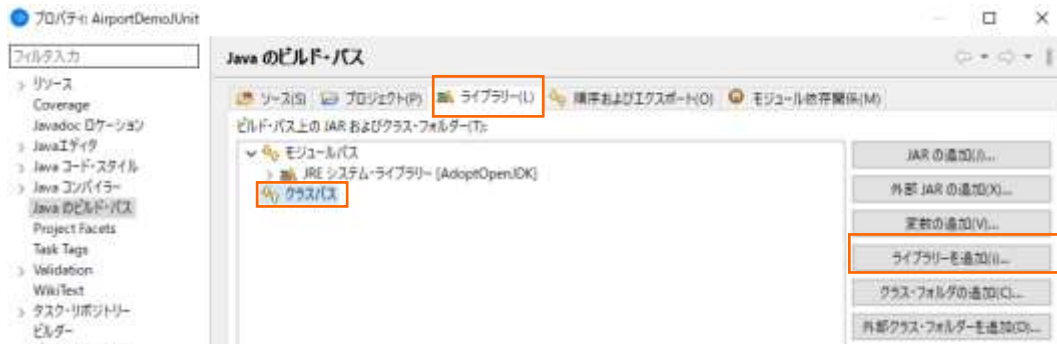 プロパティ: AirportDemoJUnit
フィルタ入力
Java のビルド・パス
リソース
Coverage
Javadoc ロケーション
Javaエディタ
Java コード・スタイル
Java コンパイラー
Java のビルド・パス
Project Facets
Task Tags
Validation
WikiText
タスク・リポジトリー
ビルダー
ソース(S)
プロジェクト(P)
ライブラリー(L)
順序およびエクスポート(O)
モジュール依存関係(M)
ビルド・パス上の JAR およびクラス・フォルダー(T):
モジュールパス
JRE システム・ライブラリー [AdoptOpenJDK]
クラスパス
JAR の追加(J)...
外部 JAR の追加(X)...
変数の追加(V)...
ライブラリーを追加(I)...
クラス・フォルダの追加(C)...
外部クラス・フォルダーを追加(D)...